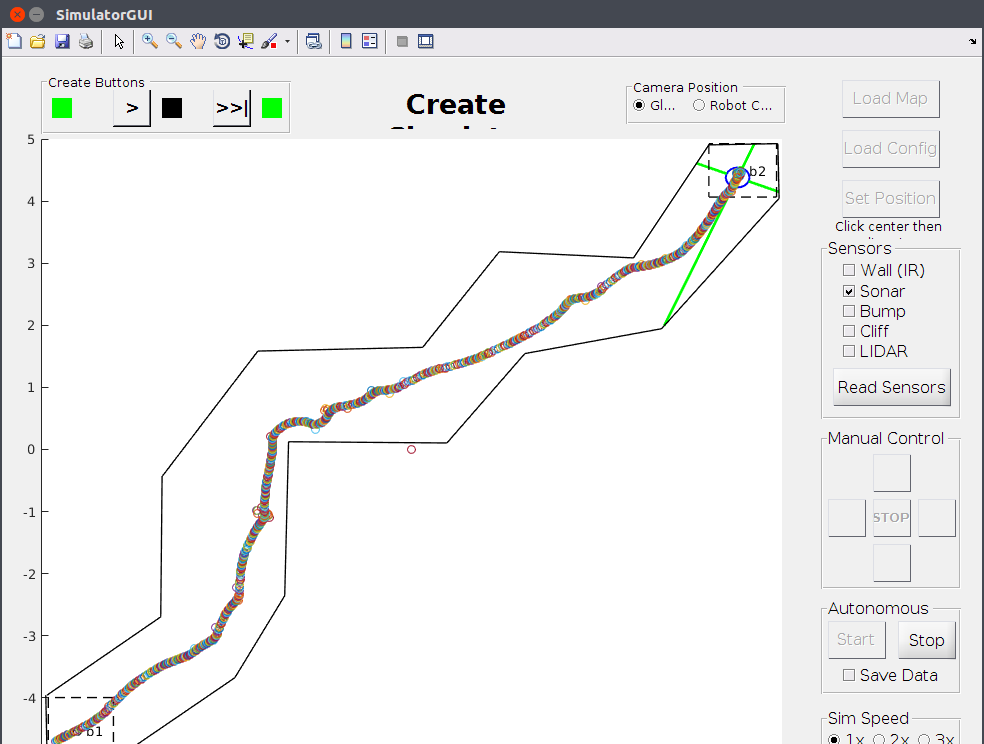 SimulatorGUI
Create Buttons
>
>>|
Create
Camera Position
Gl...
Robot C...
Load Map
Load Config
Set Position
Click center then
Sensors
Wall (IR)
Sonar
Bump
Cliff
LIDAR
Read Sensors
Manual Control
STOP
Autonomous
Start
Stop
Save Data
Sim Speed
1x 2x 3x
5
4
3
2
1
0
-1
-2
-3
-4
b2
b1